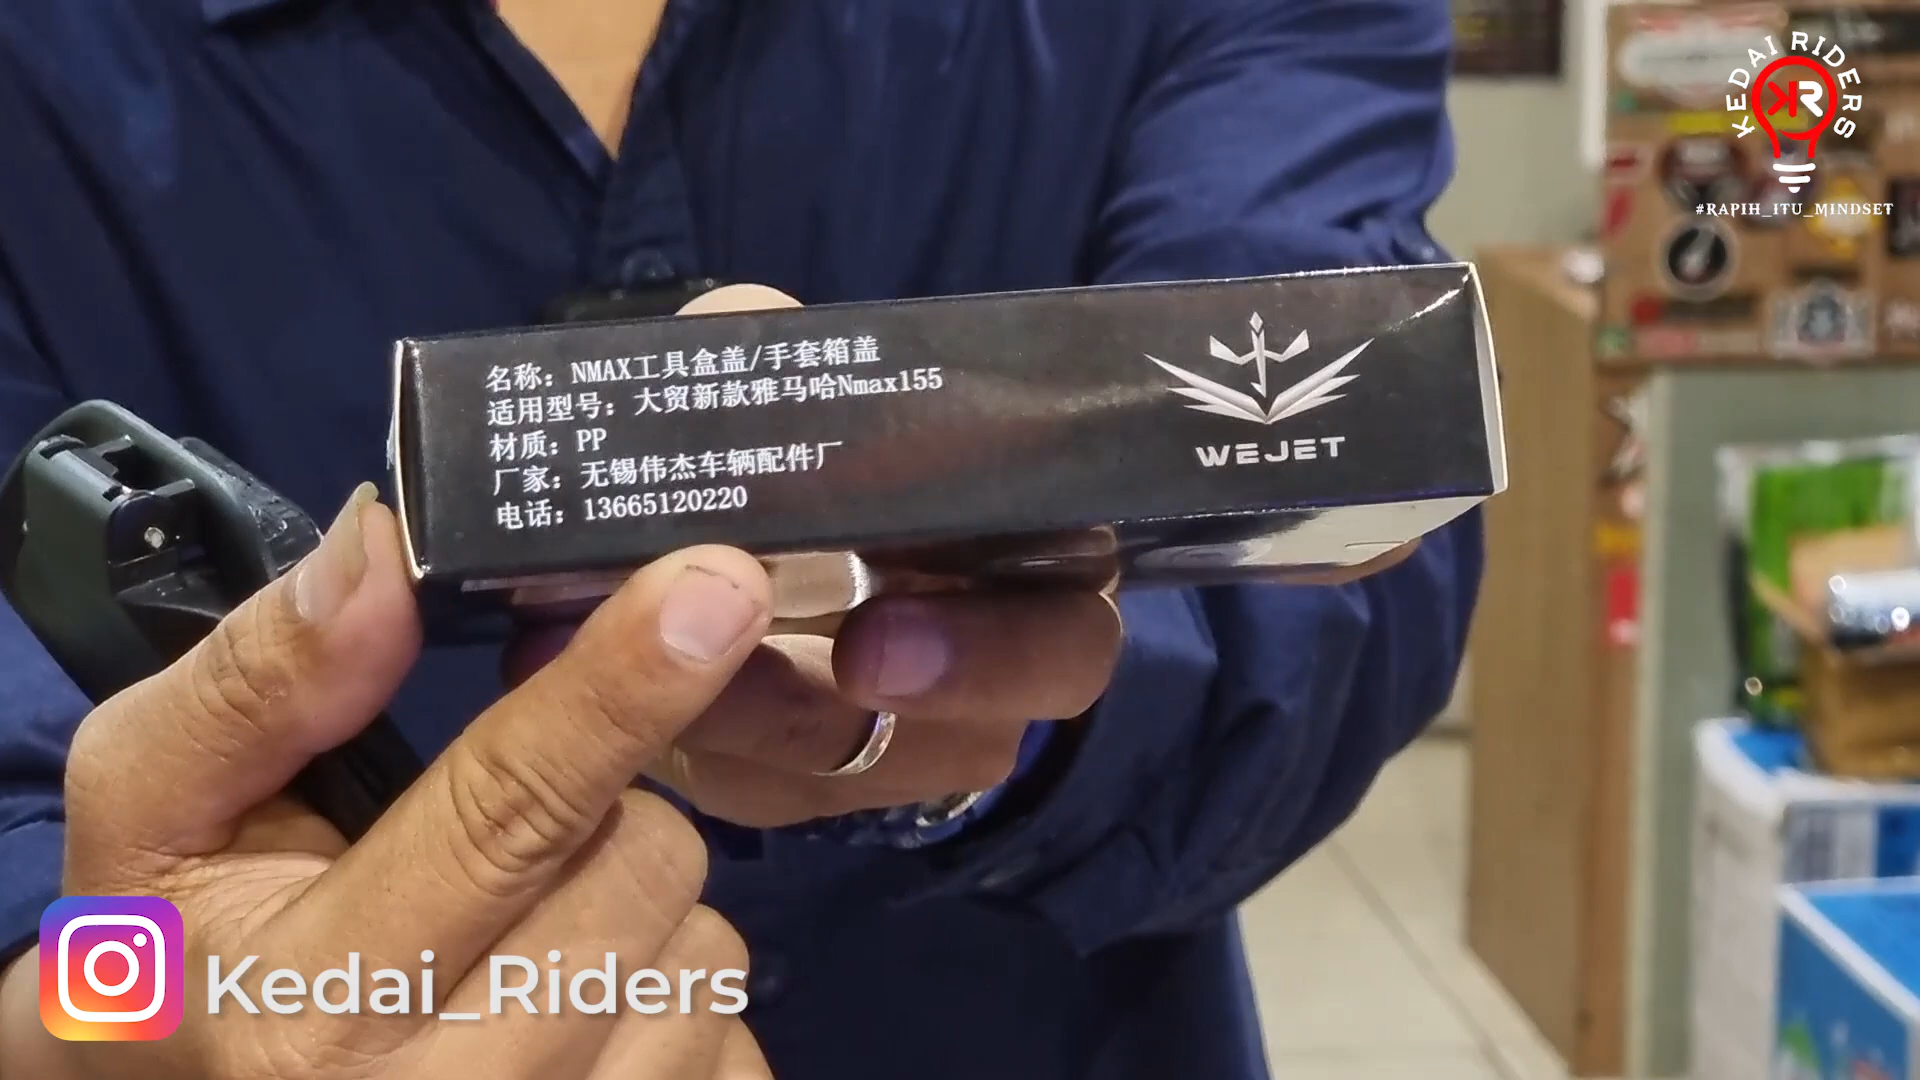 KEDAI RIDERS
KR
#RAPIH_ITU_MINDSET
名称：NMAX工具盒盖/手套箱盖
适用型号：大贸新款雅马哈Nmax155
材质：PP
厂家：无锡伟杰车辆配件厂
电话：13665120220
WEJET
Kedai_Riders